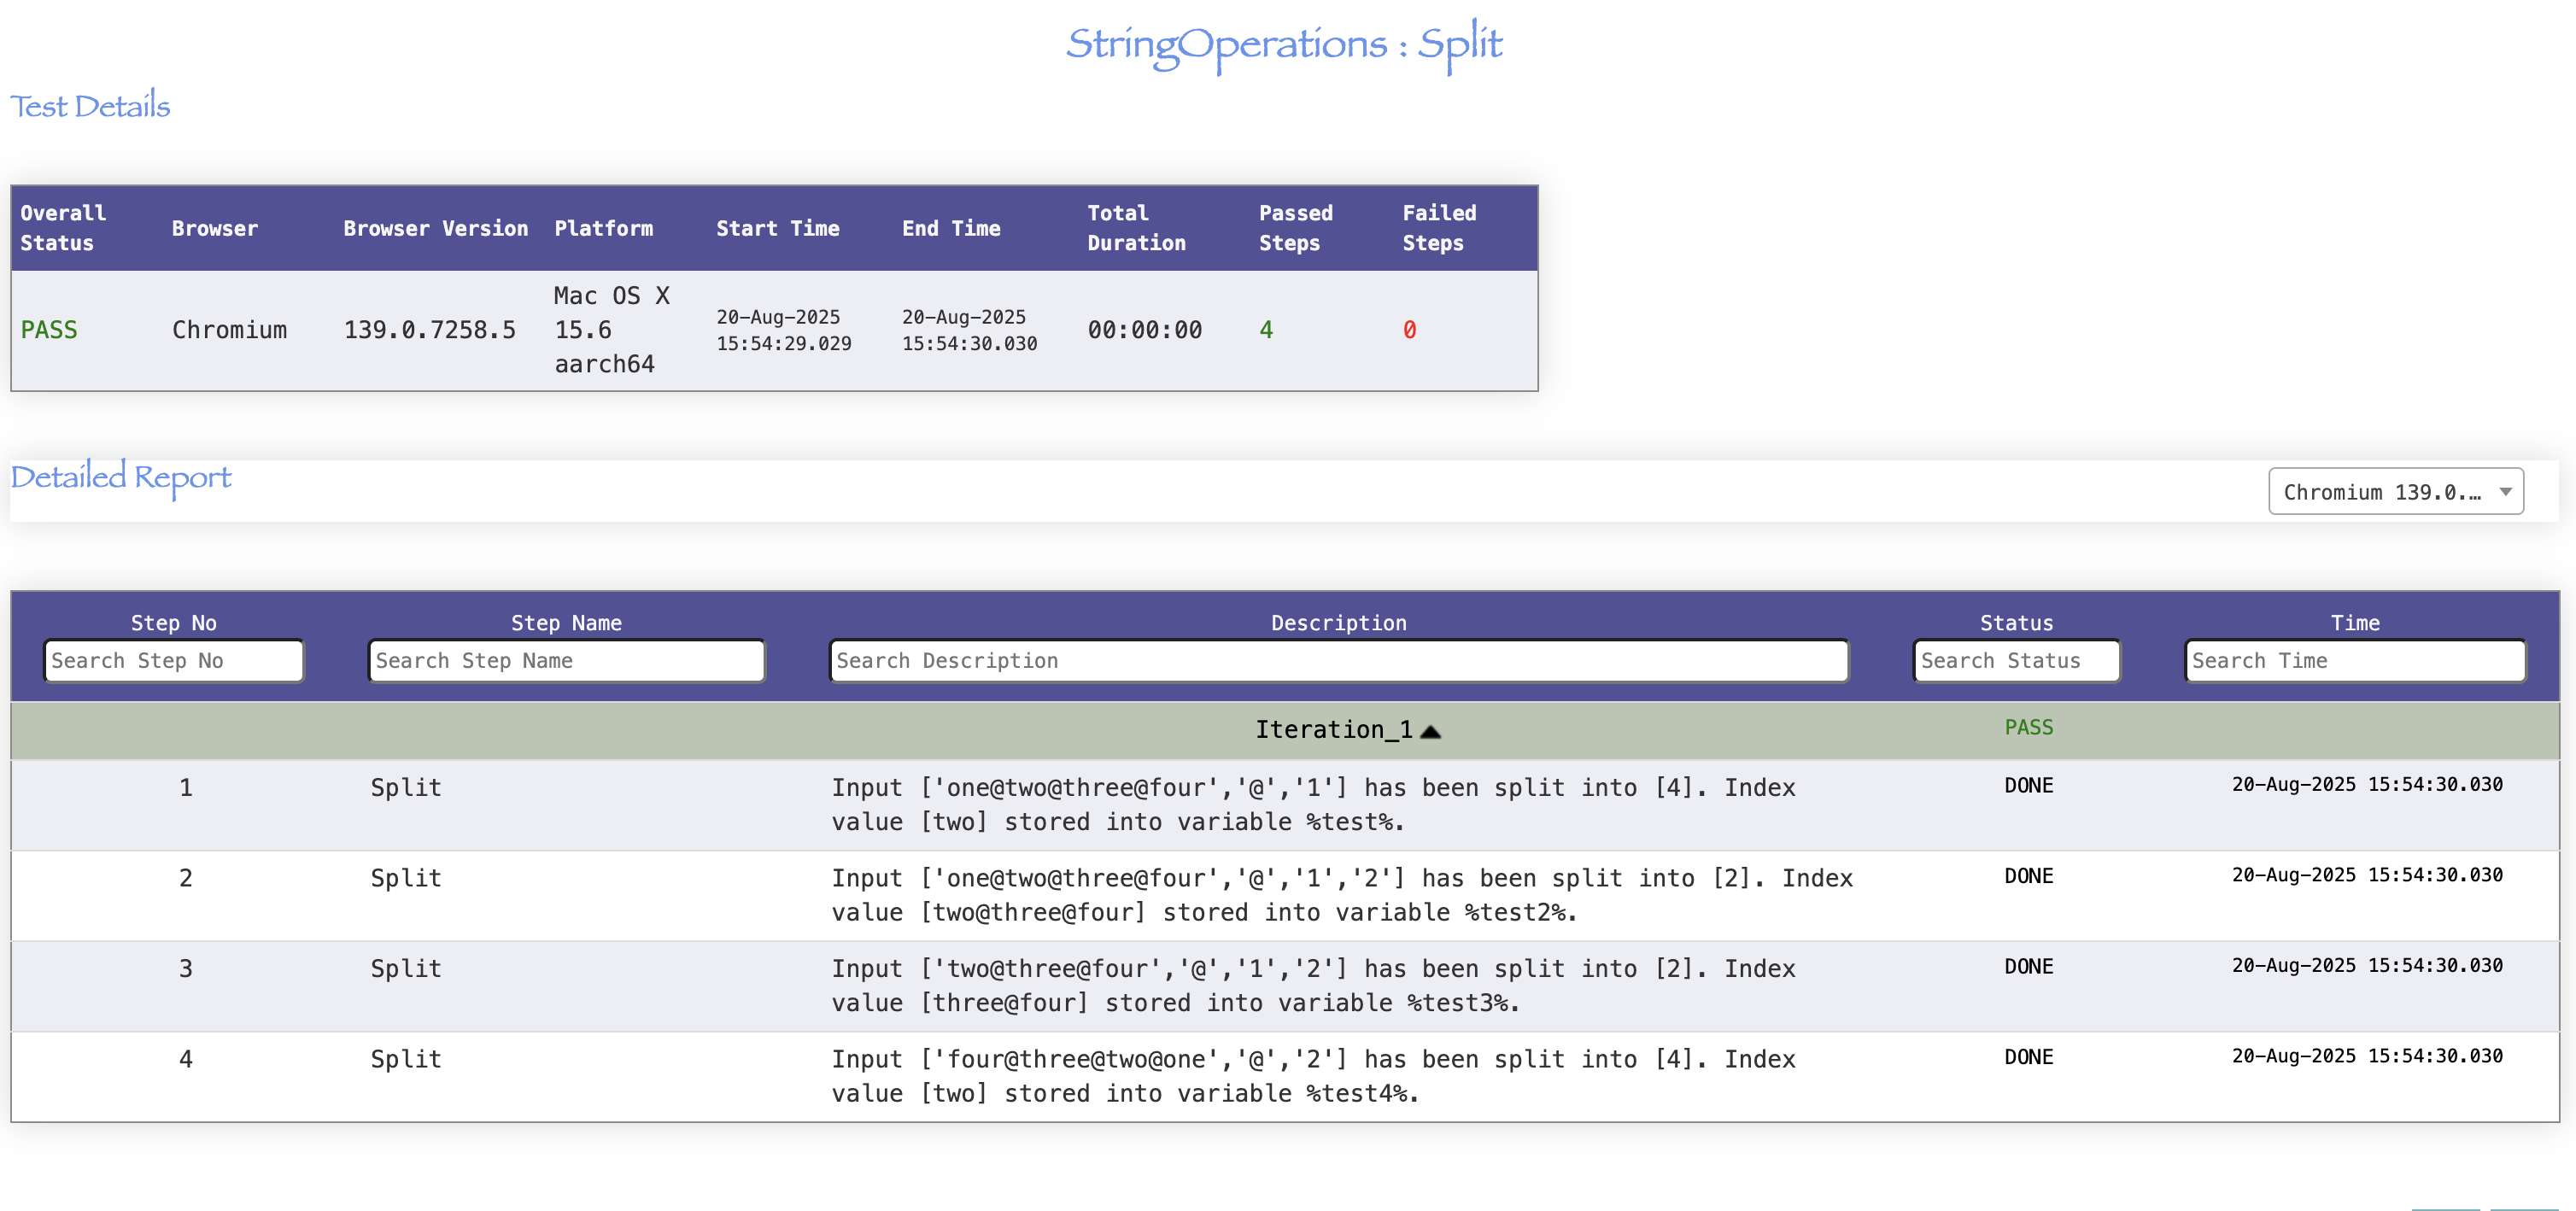 StringOperations : Split
Test Details
Overall Status Browser Browser Version Platform Start Time End Time Total Duration Passed Steps Failed Steps
PASS Chromium 139.0.7258.5 Mac OS X 15.6 aarch64 20-Aug-2025 15:54:29.029 20-Aug-2025 15:54:30.030 00:00:00 4 0
Detailed Report
Chromium 139.0.…
Step No Step Name Description Status Time
Search Step No Search Step Name Search Description Search Status Search Time
Iteration_1 PASS
1 Split Input ['one@two@three@four','@','1'] has been split into [4]. Index DONE 20-Aug-2025 15:54:30.030
value [two] stored into variable %test%.
2 Split Input ['one@two@three@four','@','1','2'] has been split into [2]. Index DONE 20-Aug-2025 15:54:30.030
value [two@three@four] stored into variable %test2%.
3 Split Input ['two@three@four','@','1','2'] has been split into [2]. Index DONE 20-Aug-2025 15:54:30.030
value [three@four] stored into variable %test3%.
4 Split Input ['four@three@two@one','@','2'] has been split into [4]. Index DONE 20-Aug-2025 15:54:30.030
value [two] stored into variable %test4%.